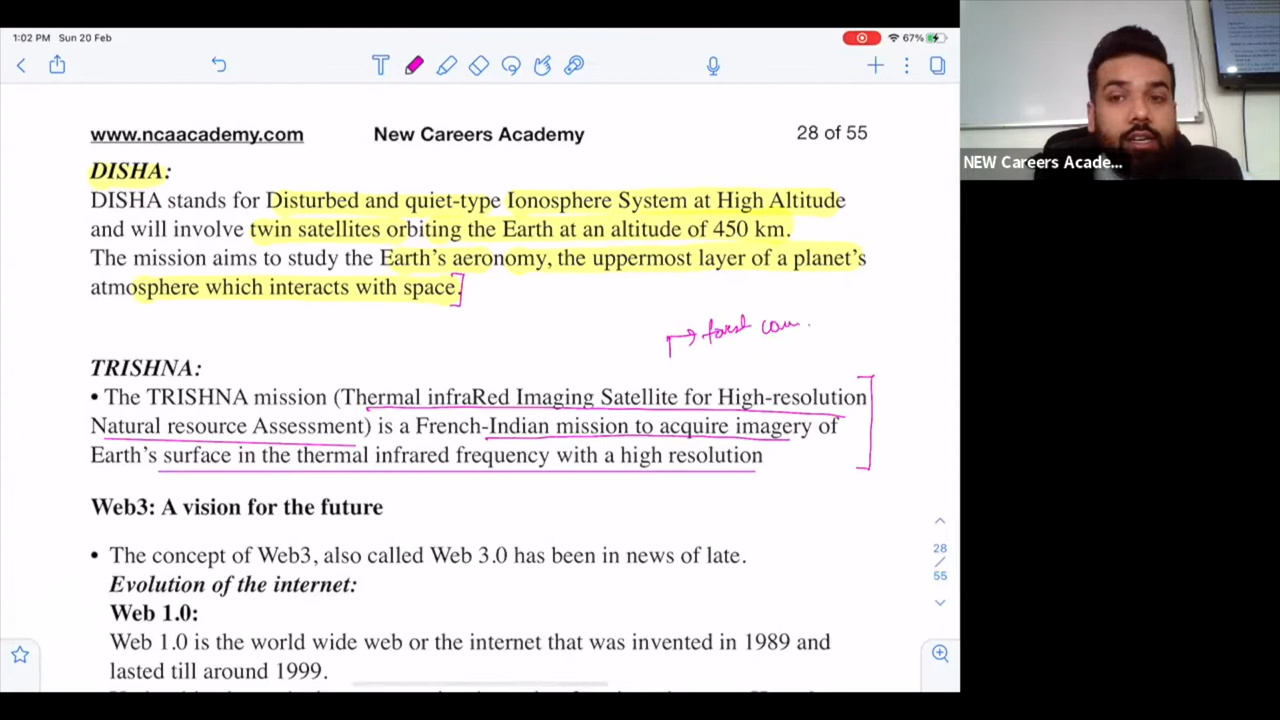 1:02 PM Sun 20 Feb
67%
www.ncaacademy.com New Careers Academy 28 of 55
DISHA:
DISHA stands for Disturbed and quiet-type Ionosphere System at High Altitude
and will involve twin satellites orbiting the Earth at an altitude of 450 km.
The mission aims to study the Earth's aeronomy, the uppermost layer of a planet's
atmosphere which interacts with space.
TRISHNA:
• The TRISHNA mission (Thermal infraRed Imaging Satellite for High-resolution
Natural resource Assessment) is a French-Indian mission to acquire imagery of
Earth's surface in the thermal infrared frequency with a high resolution
Web3: A vision for the future
• The concept of Web3, also called Web 3.0 has been in news of late.
Evolution of the internet:
Web 1.0:
Web 1.0 is the world wide web or the internet that was invented in 1989 and
lasted till around 1999.
28
/
55
NEW Careers Acade...